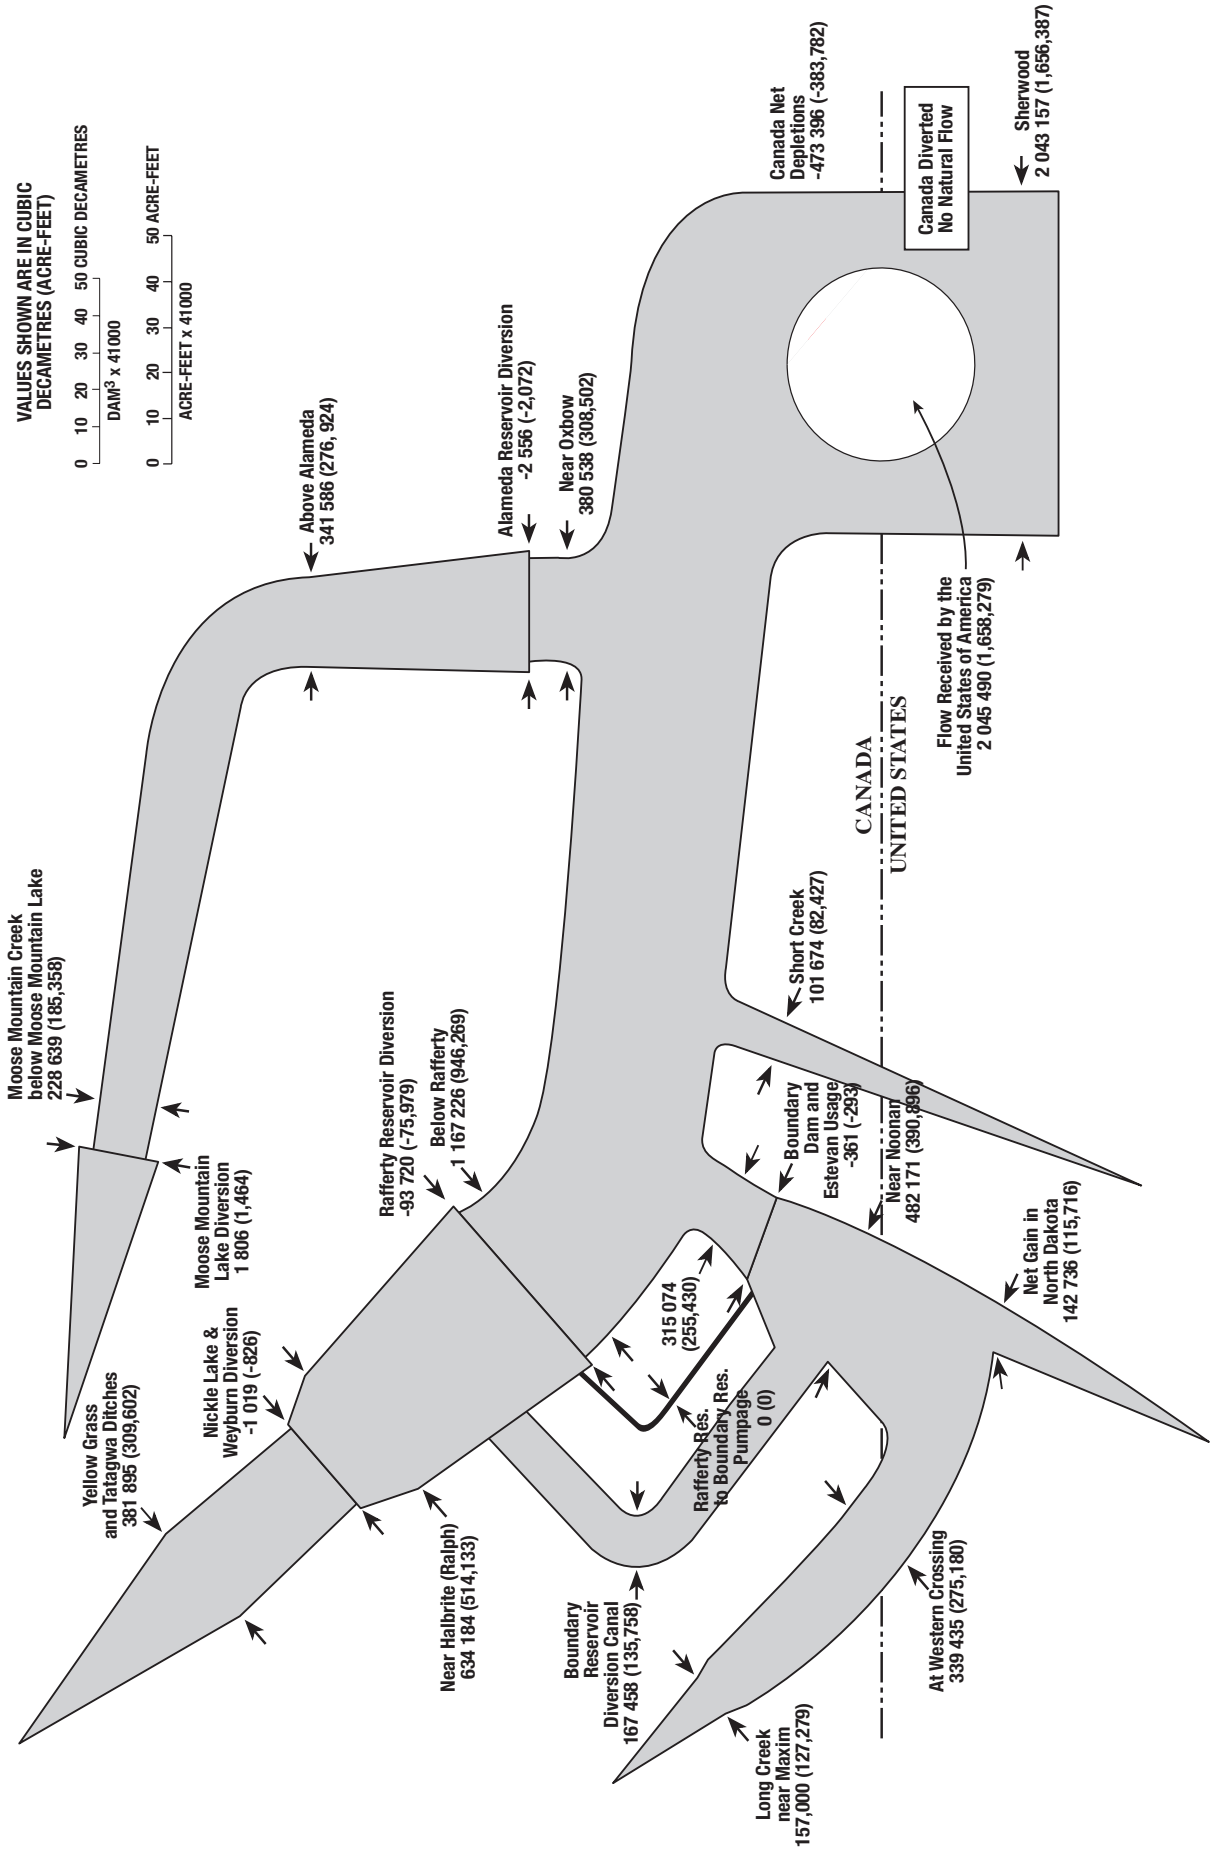 VALUES SHOWN ARE IN CUBIC
DECAMETRES (ACRE-FEET)
0 10 20 30 40 50 CUBIC DECAMETRES
DAM³ x 41000
0 10 20 30 40 50 ACRE-FEET
ACRE-FEET x 41000
Moose Mountain Creek
below Moose Mountain Lake
228 639 (185,358)
Moose Mountain
Lake Diversion
1 806 (1,464)
Above Alameda
341 586 (276, 924)
Alameda Reservoir Diversion
-2 556 (-2,072)
Near Oxbow
380 538 (308,502)
Yellow Grass
and Tatagwa Ditches
381 895 (309,602)
Nickle Lake &
Weyburn Diversion
-1 019 (-826)
Rafferty Reservoir Diversion
-93 720 (-75,979)
Below Rafferty
1 167 226 (946,269)
Near Halbrite (Ralph)
634 184 (514,133)
Boundary
Reservoir
Diversion Canal
167 458 (135,758)
315 074
(255,430)
Rafferty Res.
to Boundary Res.
Pumpage
0 (0)
Long Creek
near Maxim
157,000 (127,279)
At Western Crossing
339 435 (275,180)
Boundary
Dam and
Estevan Usage
-361 (-293)
Near Noonan
482 171 (390,896)
Net Gain in
North Dakota
142 736 (115,716)
Short Creek
101 674 (82,427)
CANADA
UNITED STATES
Flow Received by the
United States of America
2 045 490 (1,658,279)
Canada Net
Depletions
-473 396 (-383,782)
Canada Diverted
No Natural Flow
Sherwood
2 043 157 (1,656,387)